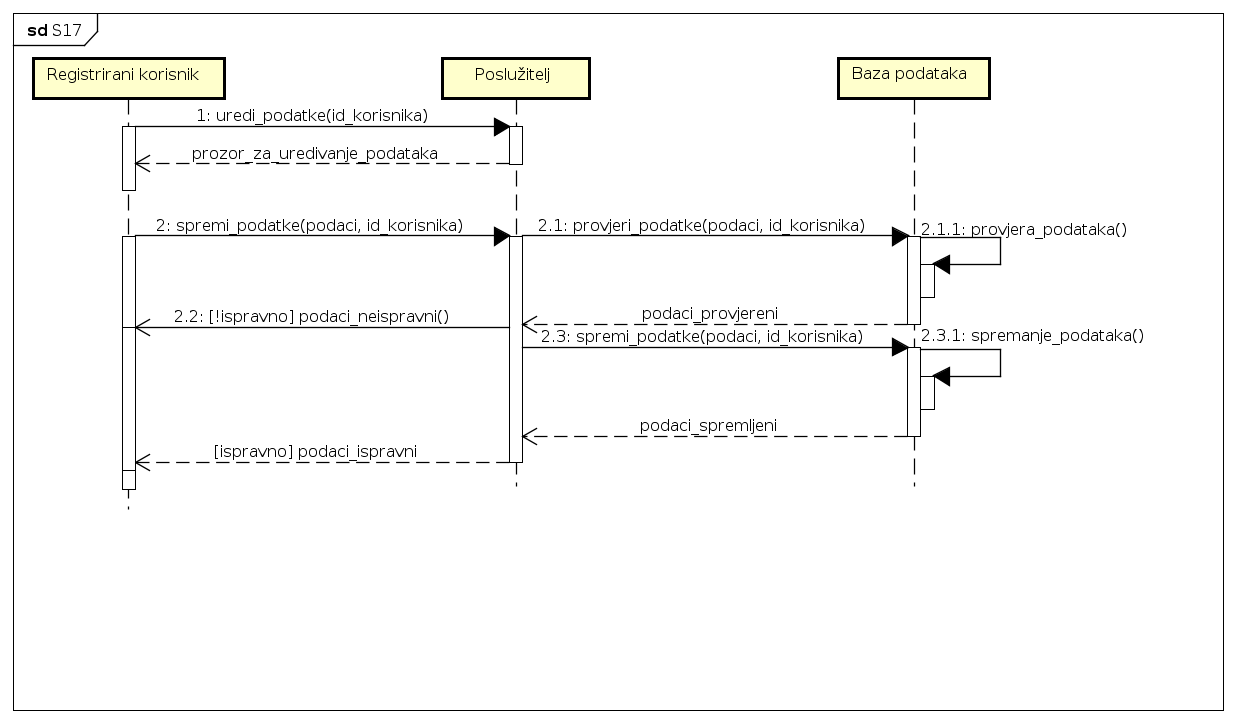 sd S17
Registrirani korisnik
Poslužitelj
Baza podataka
1: uredi_podatke(id_korisnika)
prozor_za_uredivanje_podataka
2: spremi_podatke(podaci, id_korisnika)
2.1: provjeri_podatke(podaci, id_korisnika)
2.1.1: provjera_podataka()
podaci_provjereni
2.2: [!ispravno] podaci_neispravni()
2.3: spremi_podatke(podaci, id_korisnika)
2.3.1: spremanje_podataka()
podaci_spremljeni
[ispravno] podaci_ispravni